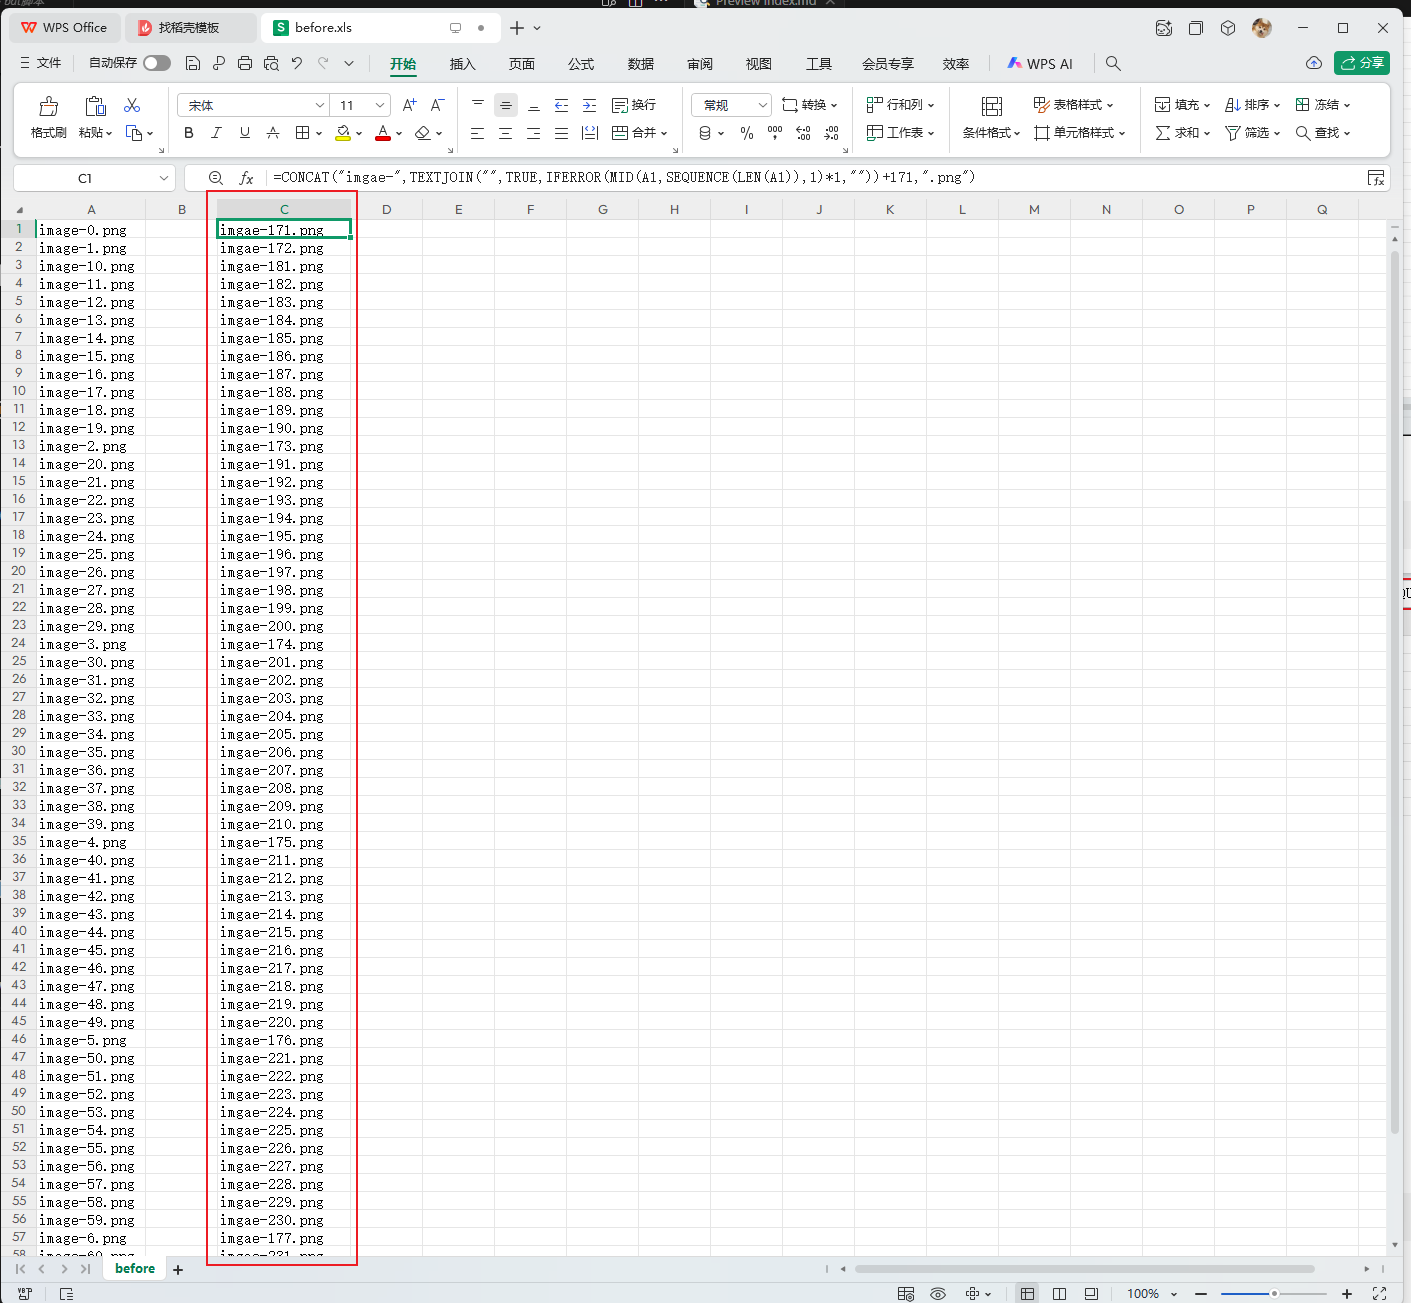 Preview index.md
WPS Office
找稻壳模板
before.xls
文件
自动保存
开始
插入
页面
公式
数据
审阅
视图
工具
会员专享
效率
WPS AI
分享
格式刷
粘贴
宋体
11
换行
合并
常规
转换
行和列
工作表
条件格式
表格样式
单元格样式
填充
排序
冻结
求和
筛选
查找
C1
=CONCAT("imgae-",TEXTJOIN("",TRUE,IFERROR(MID(A1,SEQUENCE(LEN(A1)),1)*1,""))+171,".png")
A B C D E F G H I J K L M N O P Q
1 image-0.png imgae-171.png
2 image-1.png imgae-172.png
3 image-10.png imgae-181.png
4 image-11.png imgae-182.png
5 image-12.png imgae-183.png
6 image-13.png imgae-184.png
7 image-14.png imgae-185.png
8 image-15.png imgae-186.png
9 image-16.png imgae-187.png
10 image-17.png imgae-188.png
11 image-18.png imgae-189.png
12 image-19.png imgae-190.png
13 image-2.png imgae-173.png
14 image-20.png imgae-191.png
15 image-21.png imgae-192.png
16 image-22.png imgae-193.png
17 image-23.png imgae-194.png
18 image-24.png imgae-195.png
19 image-25.png imgae-196.png
20 image-26.png imgae-197.png
21 image-27.png imgae-198.png
22 image-28.png imgae-199.png
23 image-29.png imgae-200.png
24 image-3.png imgae-174.png
25 image-30.png imgae-201.png
26 image-31.png imgae-202.png
27 image-32.png imgae-203.png
28 image-33.png imgae-204.png
29 image-34.png imgae-205.png
30 image-35.png imgae-206.png
31 image-36.png imgae-207.png
32 image-37.png imgae-208.png
33 image-38.png imgae-209.png
34 image-39.png imgae-210.png
35 image-4.png imgae-175.png
36 image-40.png imgae-211.png
37 image-41.png imgae-212.png
38 image-42.png imgae-213.png
39 image-43.png imgae-214.png
40 image-44.png imgae-215.png
41 image-45.png imgae-216.png
42 image-46.png imgae-217.png
43 image-47.png imgae-218.png
44 image-48.png imgae-219.png
45 image-49.png imgae-220.png
46 image-5.png imgae-176.png
47 image-50.png imgae-221.png
48 image-51.png imgae-222.png
49 image-52.png imgae-223.png
50 image-53.png imgae-224.png
51 image-54.png imgae-225.png
52 image-55.png imgae-226.png
53 image-56.png imgae-227.png
54 image-57.png imgae-228.png
55 image-58.png imgae-229.png
56 image-59.png imgae-230.png
57 image-6.png imgae-177.png
58 image-60.png imgae-231.png
before
100%